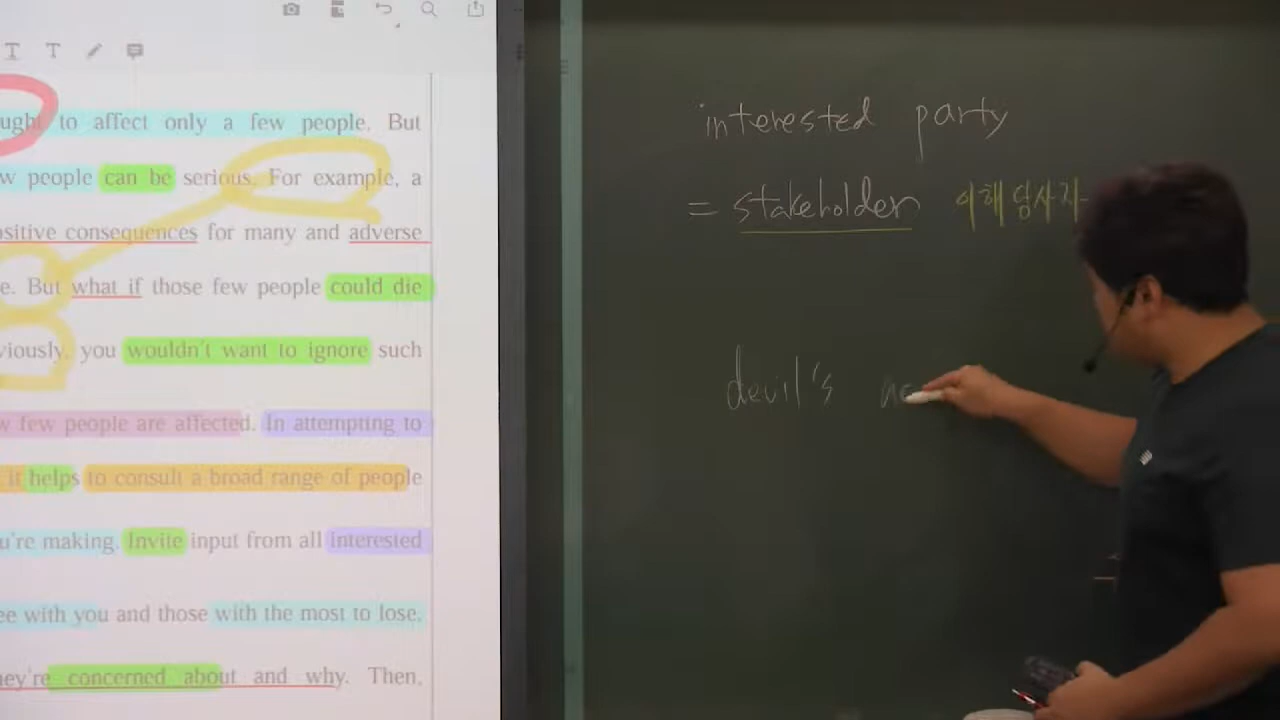 ught to affect only a few people. But
w people can be serious. For example, a
ositive consequences for many and adverse
e. But what if those few people could die
viously, you wouldn't want to ignore such
w few people are affected. In attempting to
it helps to consult a broad range of people
u're making. Invite input from all interested
ee with you and those with the most to lose.
ney're concerned about and why. Then,
interested party
= stakeholder 이해당사자
devil's